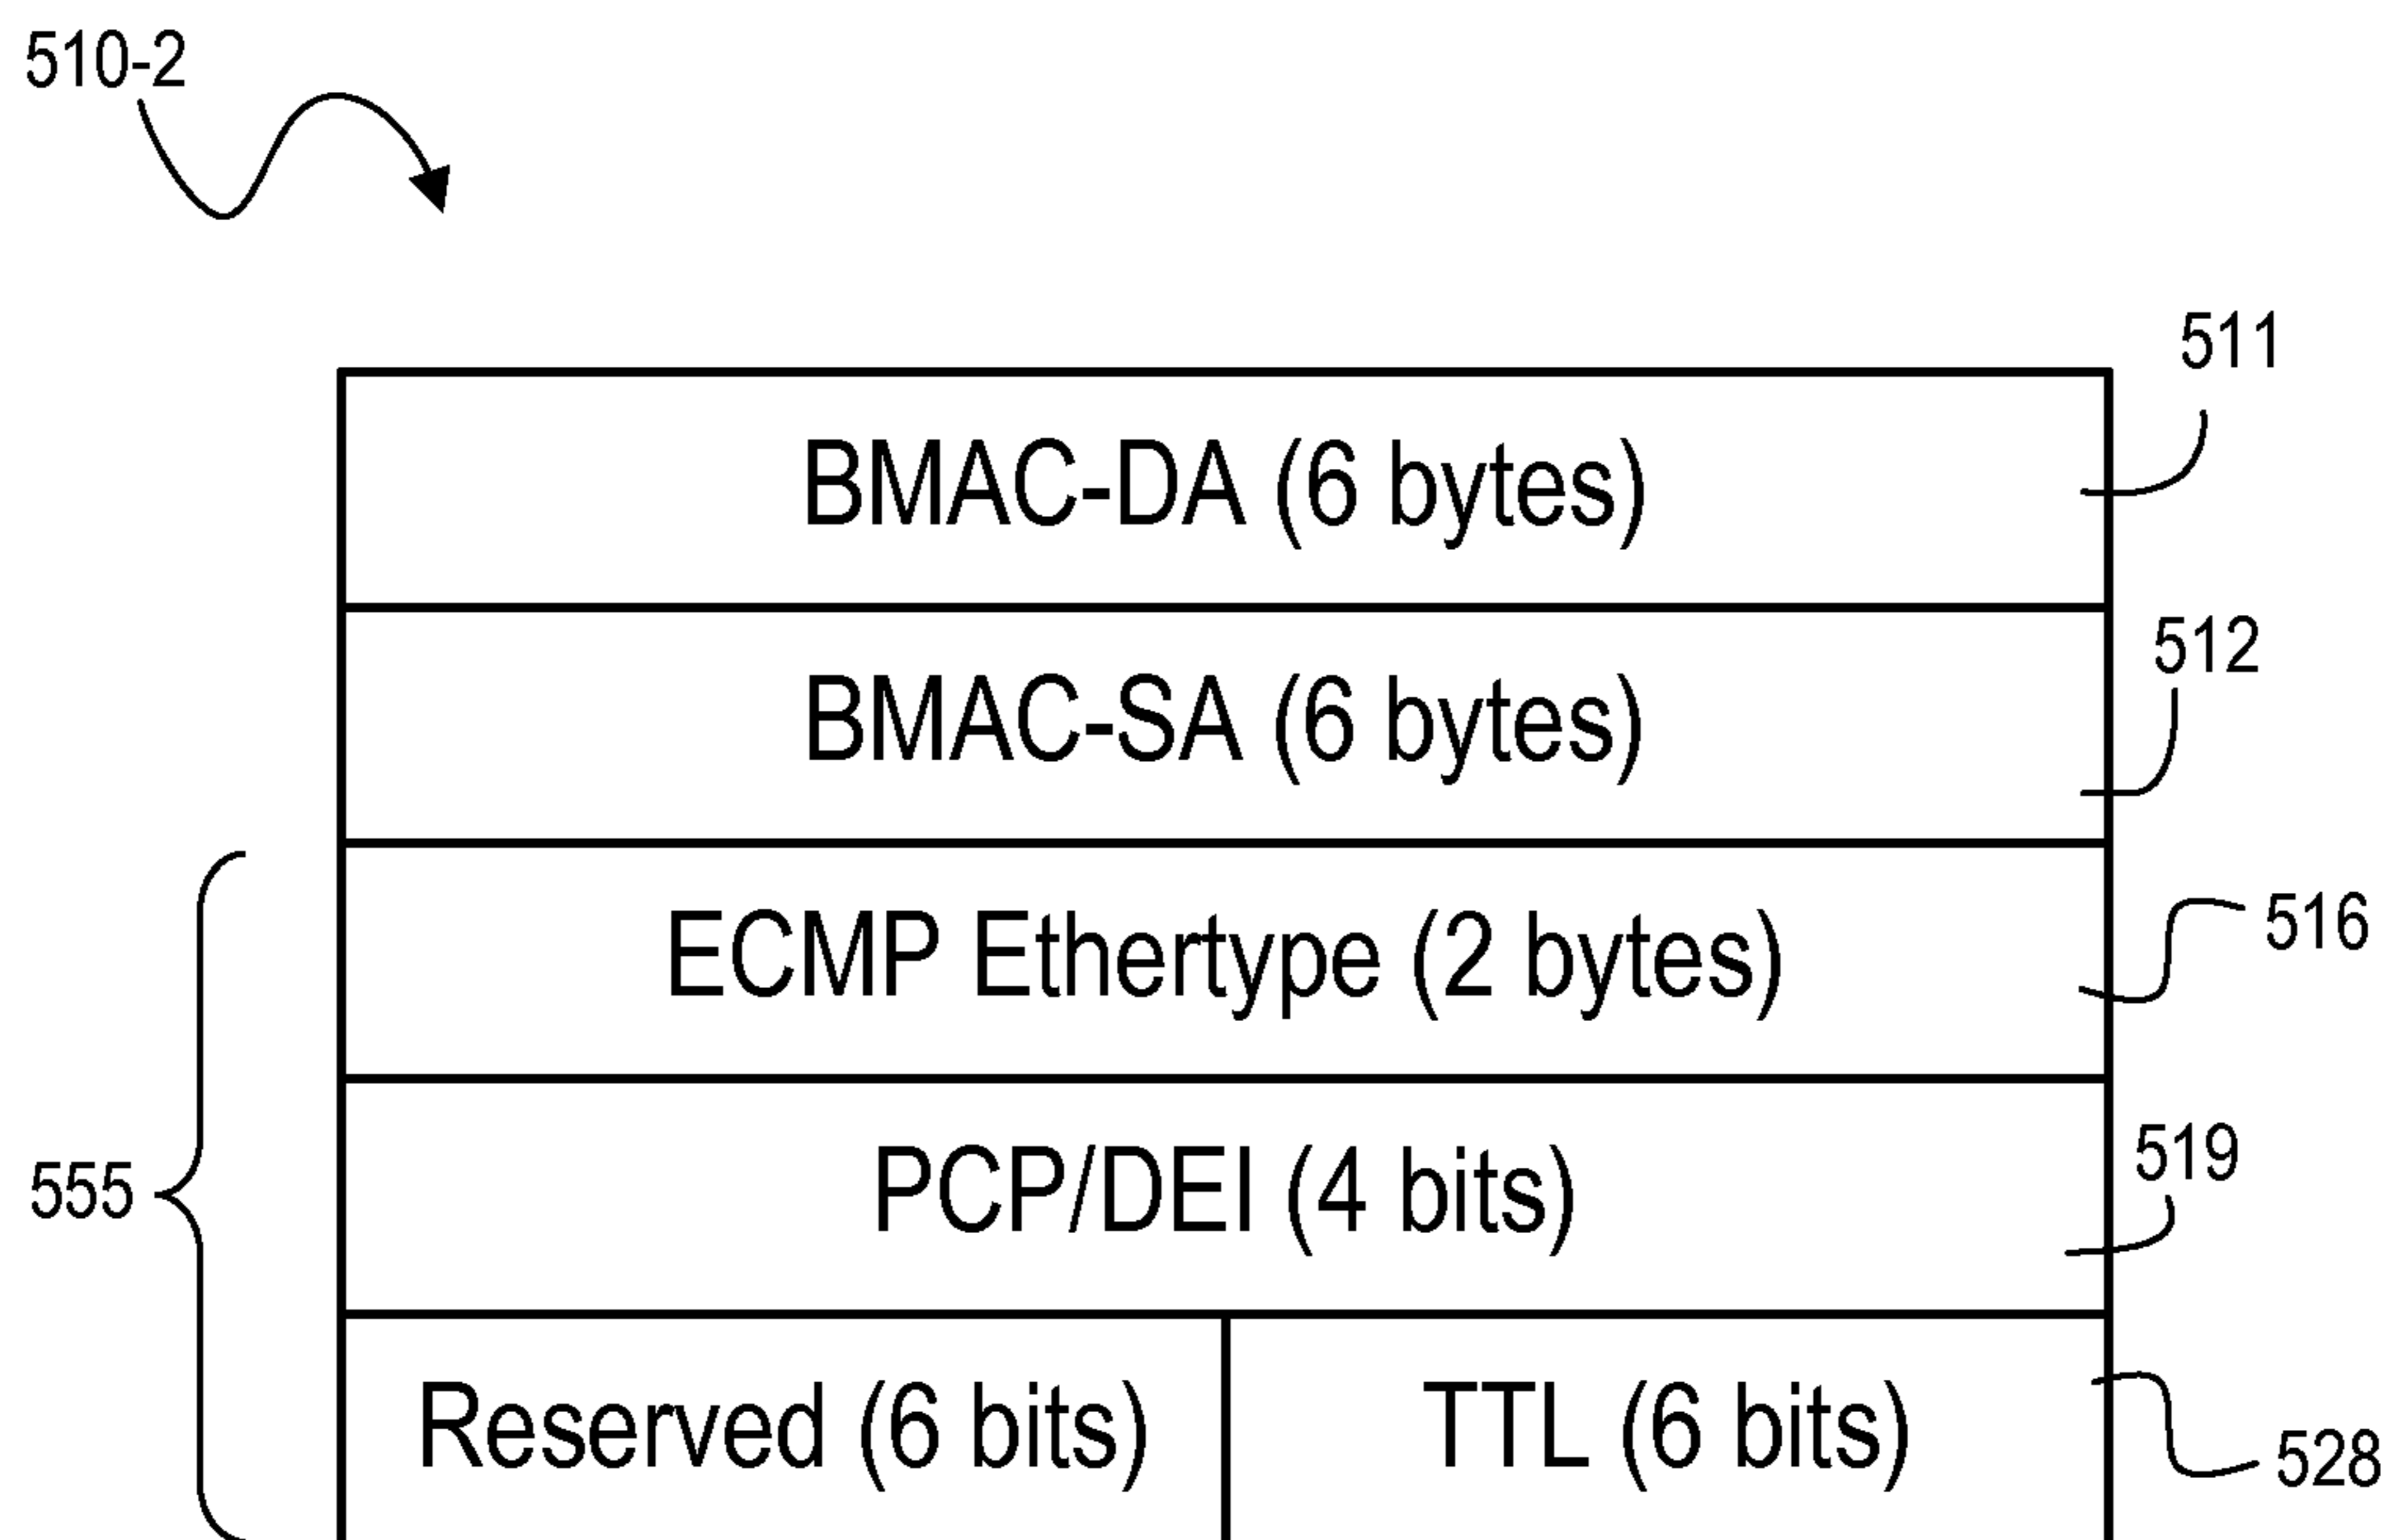 510-2
511
BMAC-DA (6 bytes)
512
BMAC-SA (6 bytes)
516
ECMP Ethertype (2 bytes)
519
PCP/DEI (4 bits)
555
Reserved (6 bits)
TTL (6 bits)
528